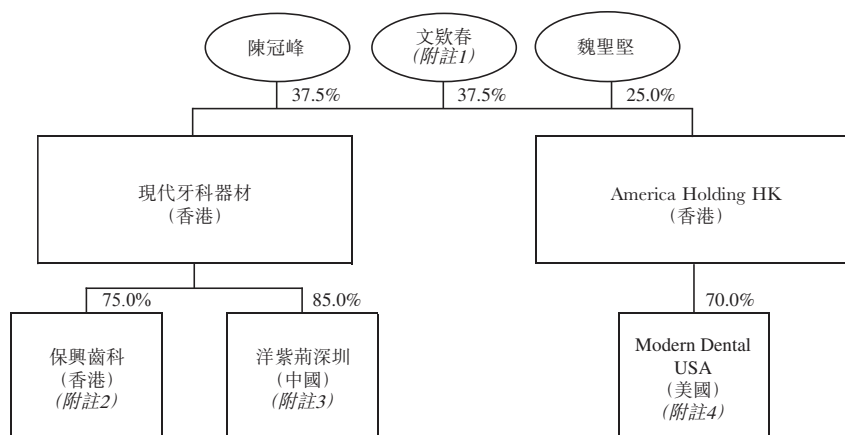 陳冠峰
文欵春
(附註1)
魏聖堅
37.5%
37.5%
25.0%
現代牙科器材
（香港）
America Holding HK
（香港）
75.0%
85.0%
70.0%
保興齒科
（香港）
(附註2)
洋紫荊深圳
（中國）
(附註3)
Modern Dental
USA
（美國）
(附註4)